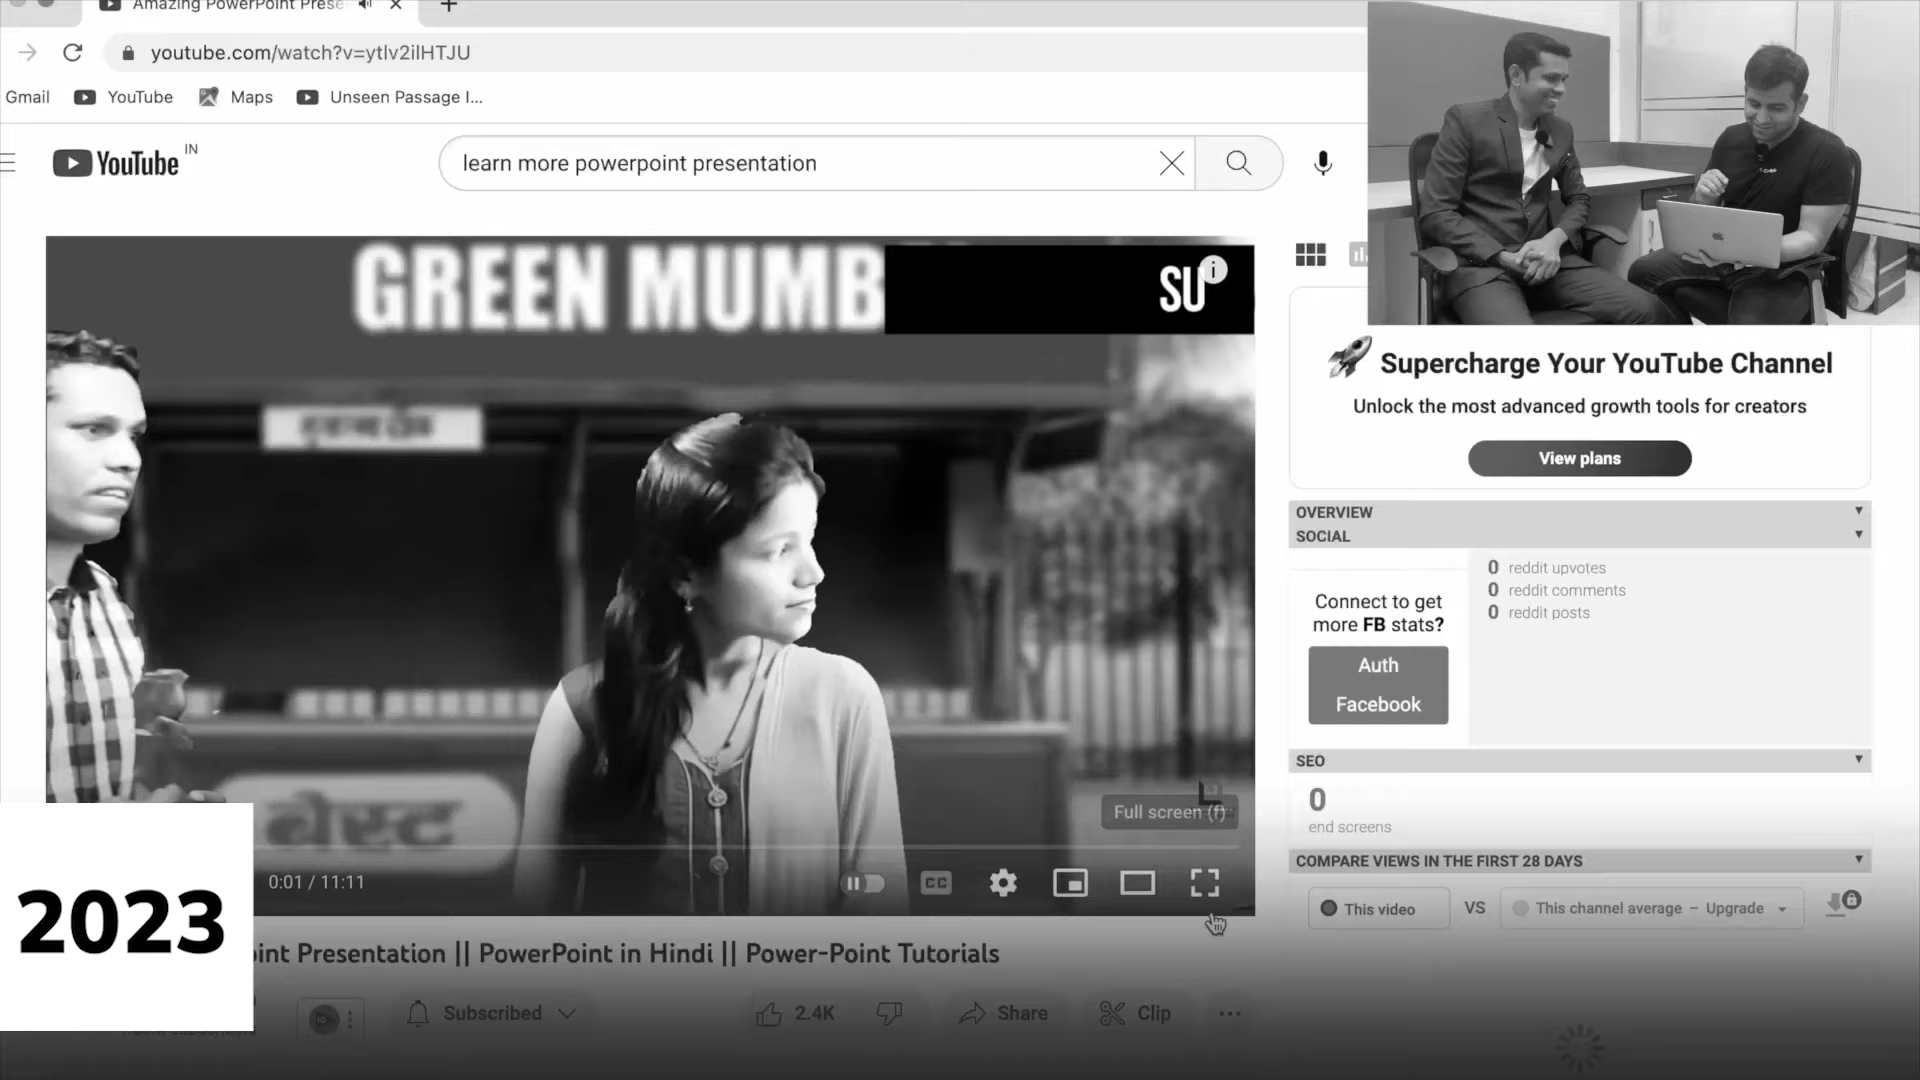 Amazing PowerPoint Prese
youtube.com/watch?v=ytlv2ilHTJU
Gmail YouTube Maps Unseen Passage I...
YouTube IN
learn more powerpoint presentation
GREEN MUMB
SU
Supercharge Your YouTube Channel
Unlock the most advanced growth tools for creators
View plans
OVERVIEW
SOCIAL
0 reddit upvotes
0 reddit comments
0 reddit posts
Connect to get
more FB stats?
Auth
Facebook
SEO
0
end screens
COMPARE VIEWS IN THE FIRST 28 DAYS
This video VS This channel average – Upgrade
बेस्ट
Full screen (f)
0:01 / 11:11
CC
2023
int Presentation || PowerPoint in Hindi || Power-Point Tutorials
Subscribed 2.4K Share Clip ...